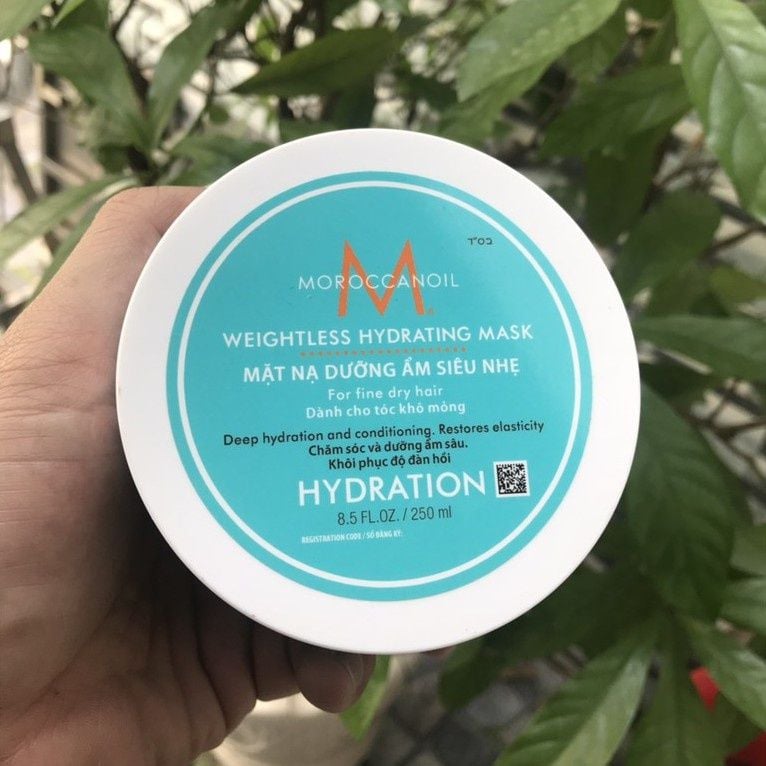 בס"ד
M
MOROCCANOIL®
WEIGHTLESS HYDRATING MASK
MẶT NẠ DƯỠNG ẨM SIÊU NHẸ
For fine dry hair
Dành cho tóc khô mỏng
Deep hydration and conditioning. Restores elasticity
Chăm sóc và dưỡng ẩm sâu.
Khôi phục độ đàn hồi
HYDRATION
8.5 FL.OZ. / 250 ml
REGISTRATION CODE / SỐ ĐĂNG KÝ: